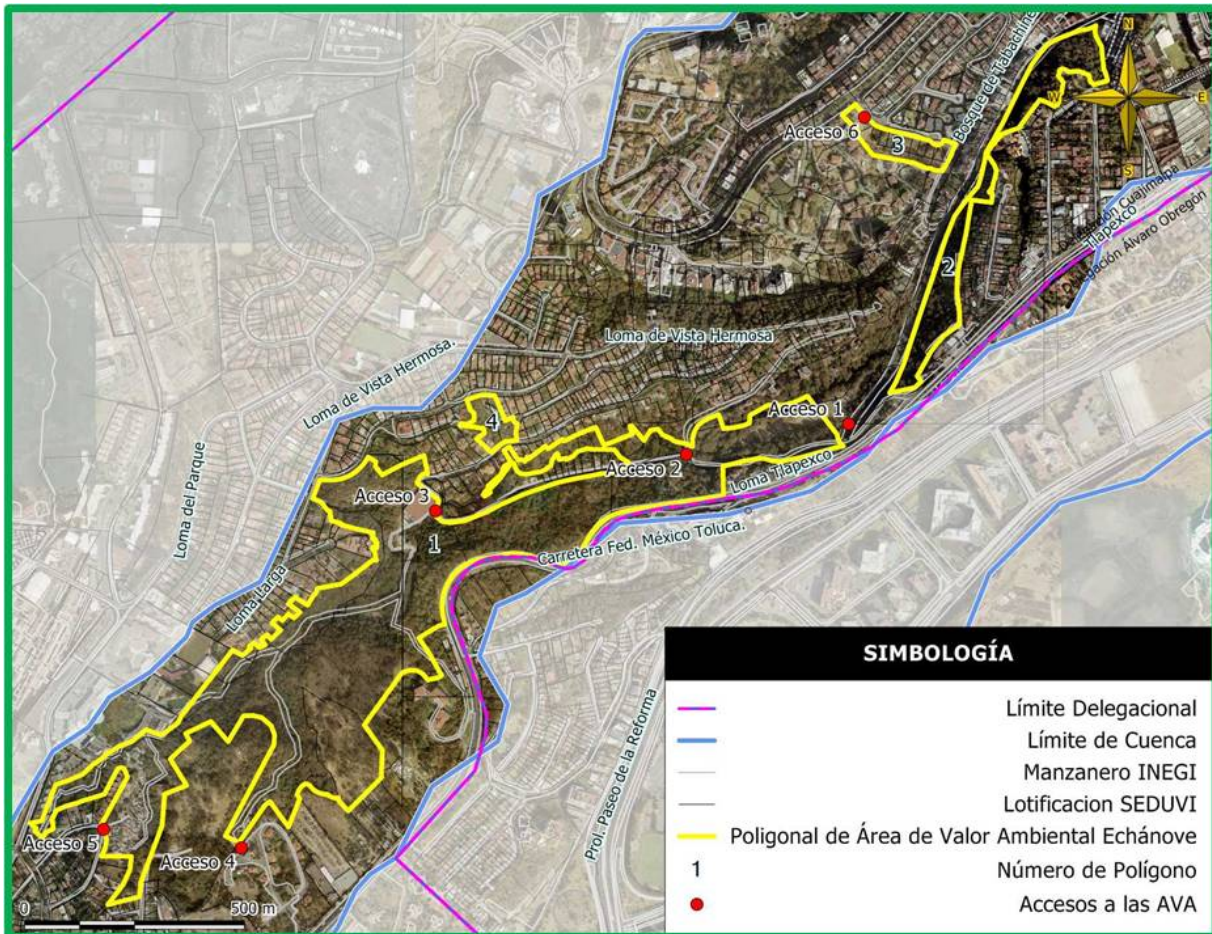 N
W
E
S
Bosque de Tabachine
Acceso 6
3
Delegación Cuajimalpa
Tlapexco
Delegación Álvaro Obregón
2
Loma de Vista Hermosa
Loma de Vista Hermosa.
4
Acceso 1
Acceso 2
Loma del Parque
Loma Tlapexco
Acceso 3
1
Carretera Fed. México Toluca.
Loma Larga
Prol. Paseo de la Reforma
Acceso 5
Acceso 4
0
500 m
SIMBOLOGÍA
Límite Delegacional
Límite de Cuenca
Manzanero INEGI
Lotificacion SEDUVI
Poligonal de Área de Valor Ambiental Echánove
1 Número de Polígono
Accesos a las AVA